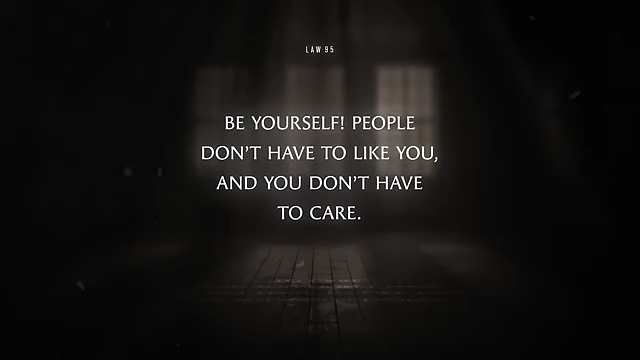 LAW 95
BE YOURSELF! PEOPLE
DON'T HAVE TO LIKE YOU,
AND YOU DON'T HAVE
TO CARE.